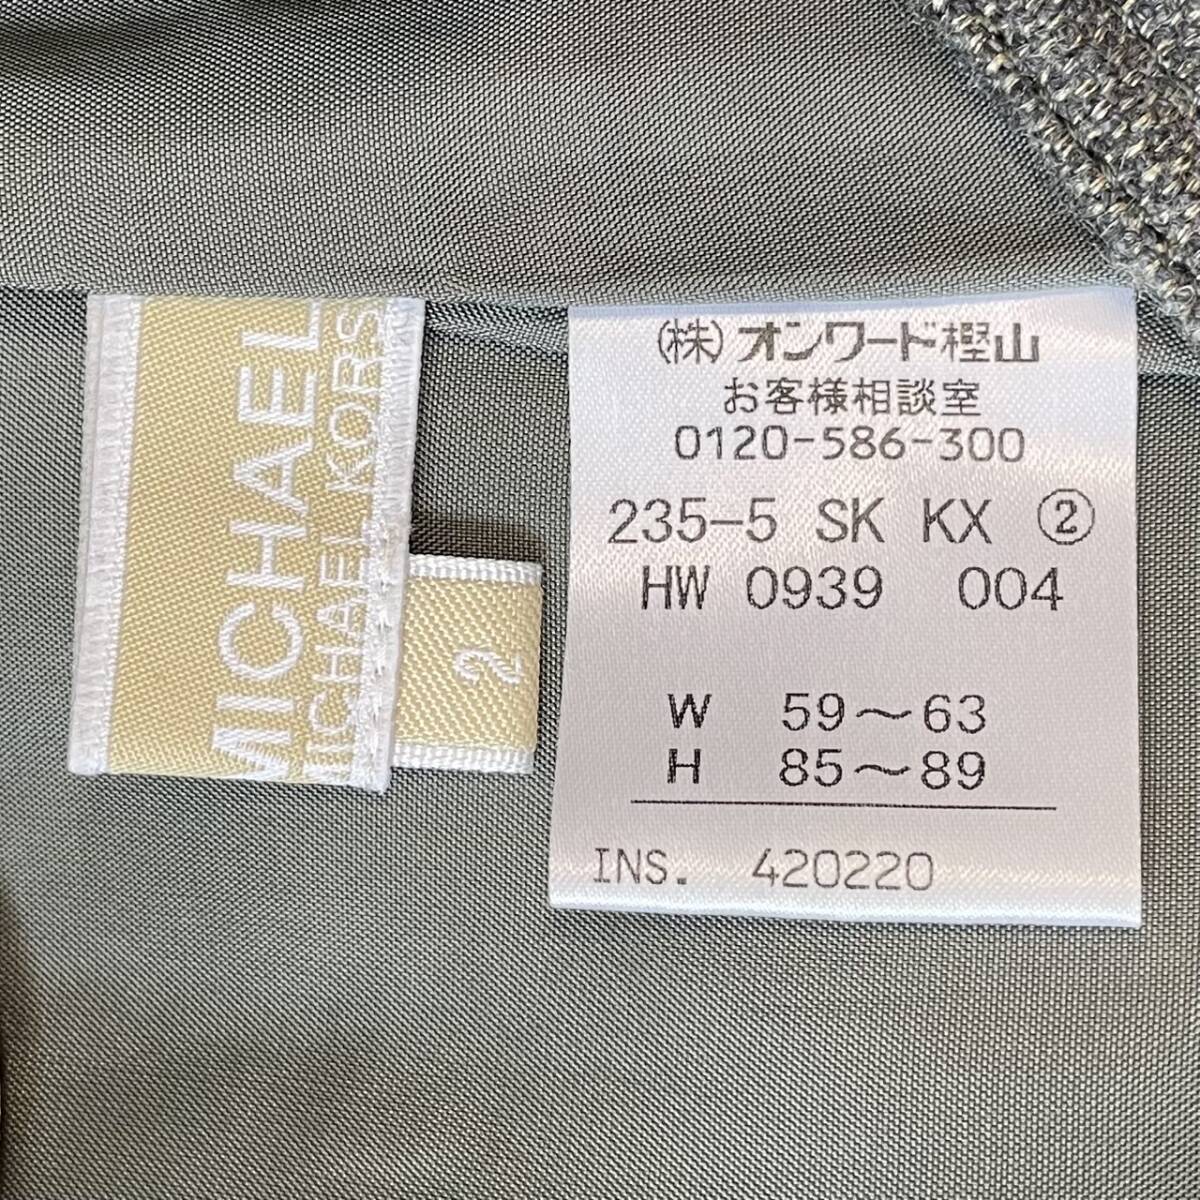 MICHAEL
MICHAEL KORS
2
(株)オンワード樫山
お客様相談室
0120-586-300
235-5 SK KX ②
HW 0939 004
W 59~63
H 85~89
INS. 420220